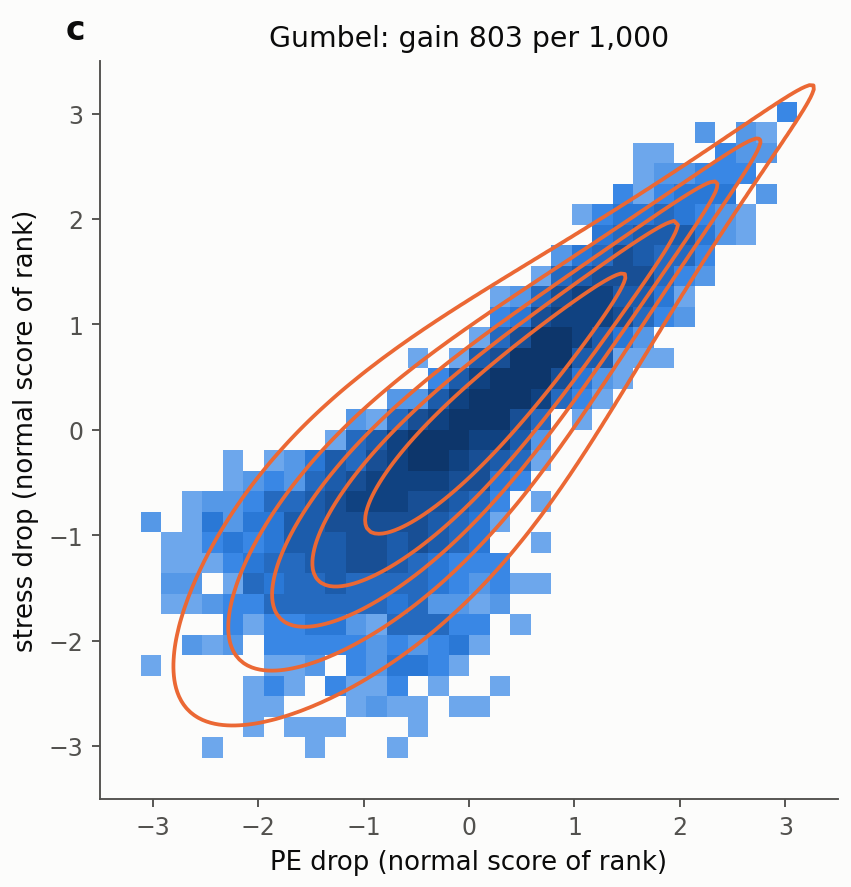 c
Gumbel: gain 803 per 1,000
3
2
1
0
−1
−2
−3
stress drop (normal score of rank)
−3 −2 −1 0 1 2 3
PE drop (normal score of rank)